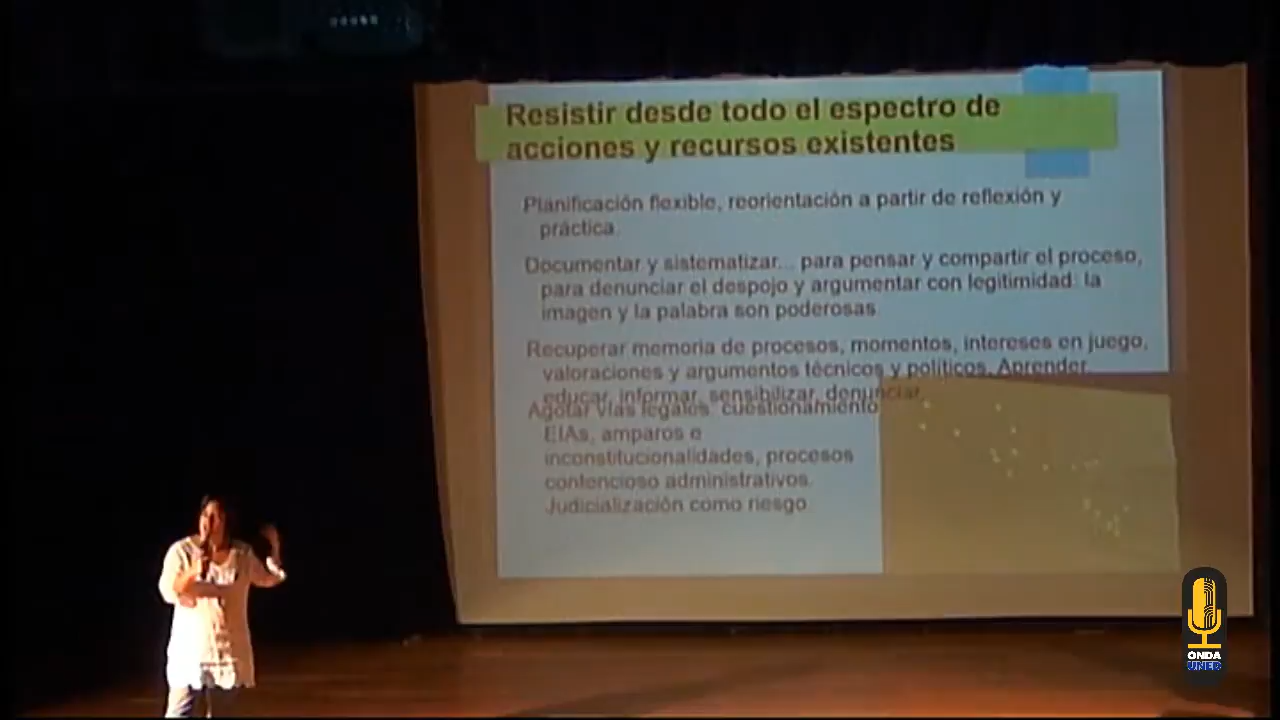 Resistir desde todo el espectro de
acciones y recursos existentes
Planificación flexible, reorientación a partir de reflexión y
práctica.
Documentar y sistematizar... para pensar y compartir el proceso,
para denunciar el despojo y argumentar con legitimidad: la
imagen y la palabra son poderosas.
Recuperar memoria de procesos, momentos, intereses en juego,
valoraciones y argumentos técnicos y políticos. Aprender,
educar, informar, sensibilizar, denunciar.
Agotar vías legales: cuestionamiento
EIAs, amparos e
inconstitucionalidades, procesos
contencioso administrativos.
Judicialización como riesgo.
ONDA
UNEB